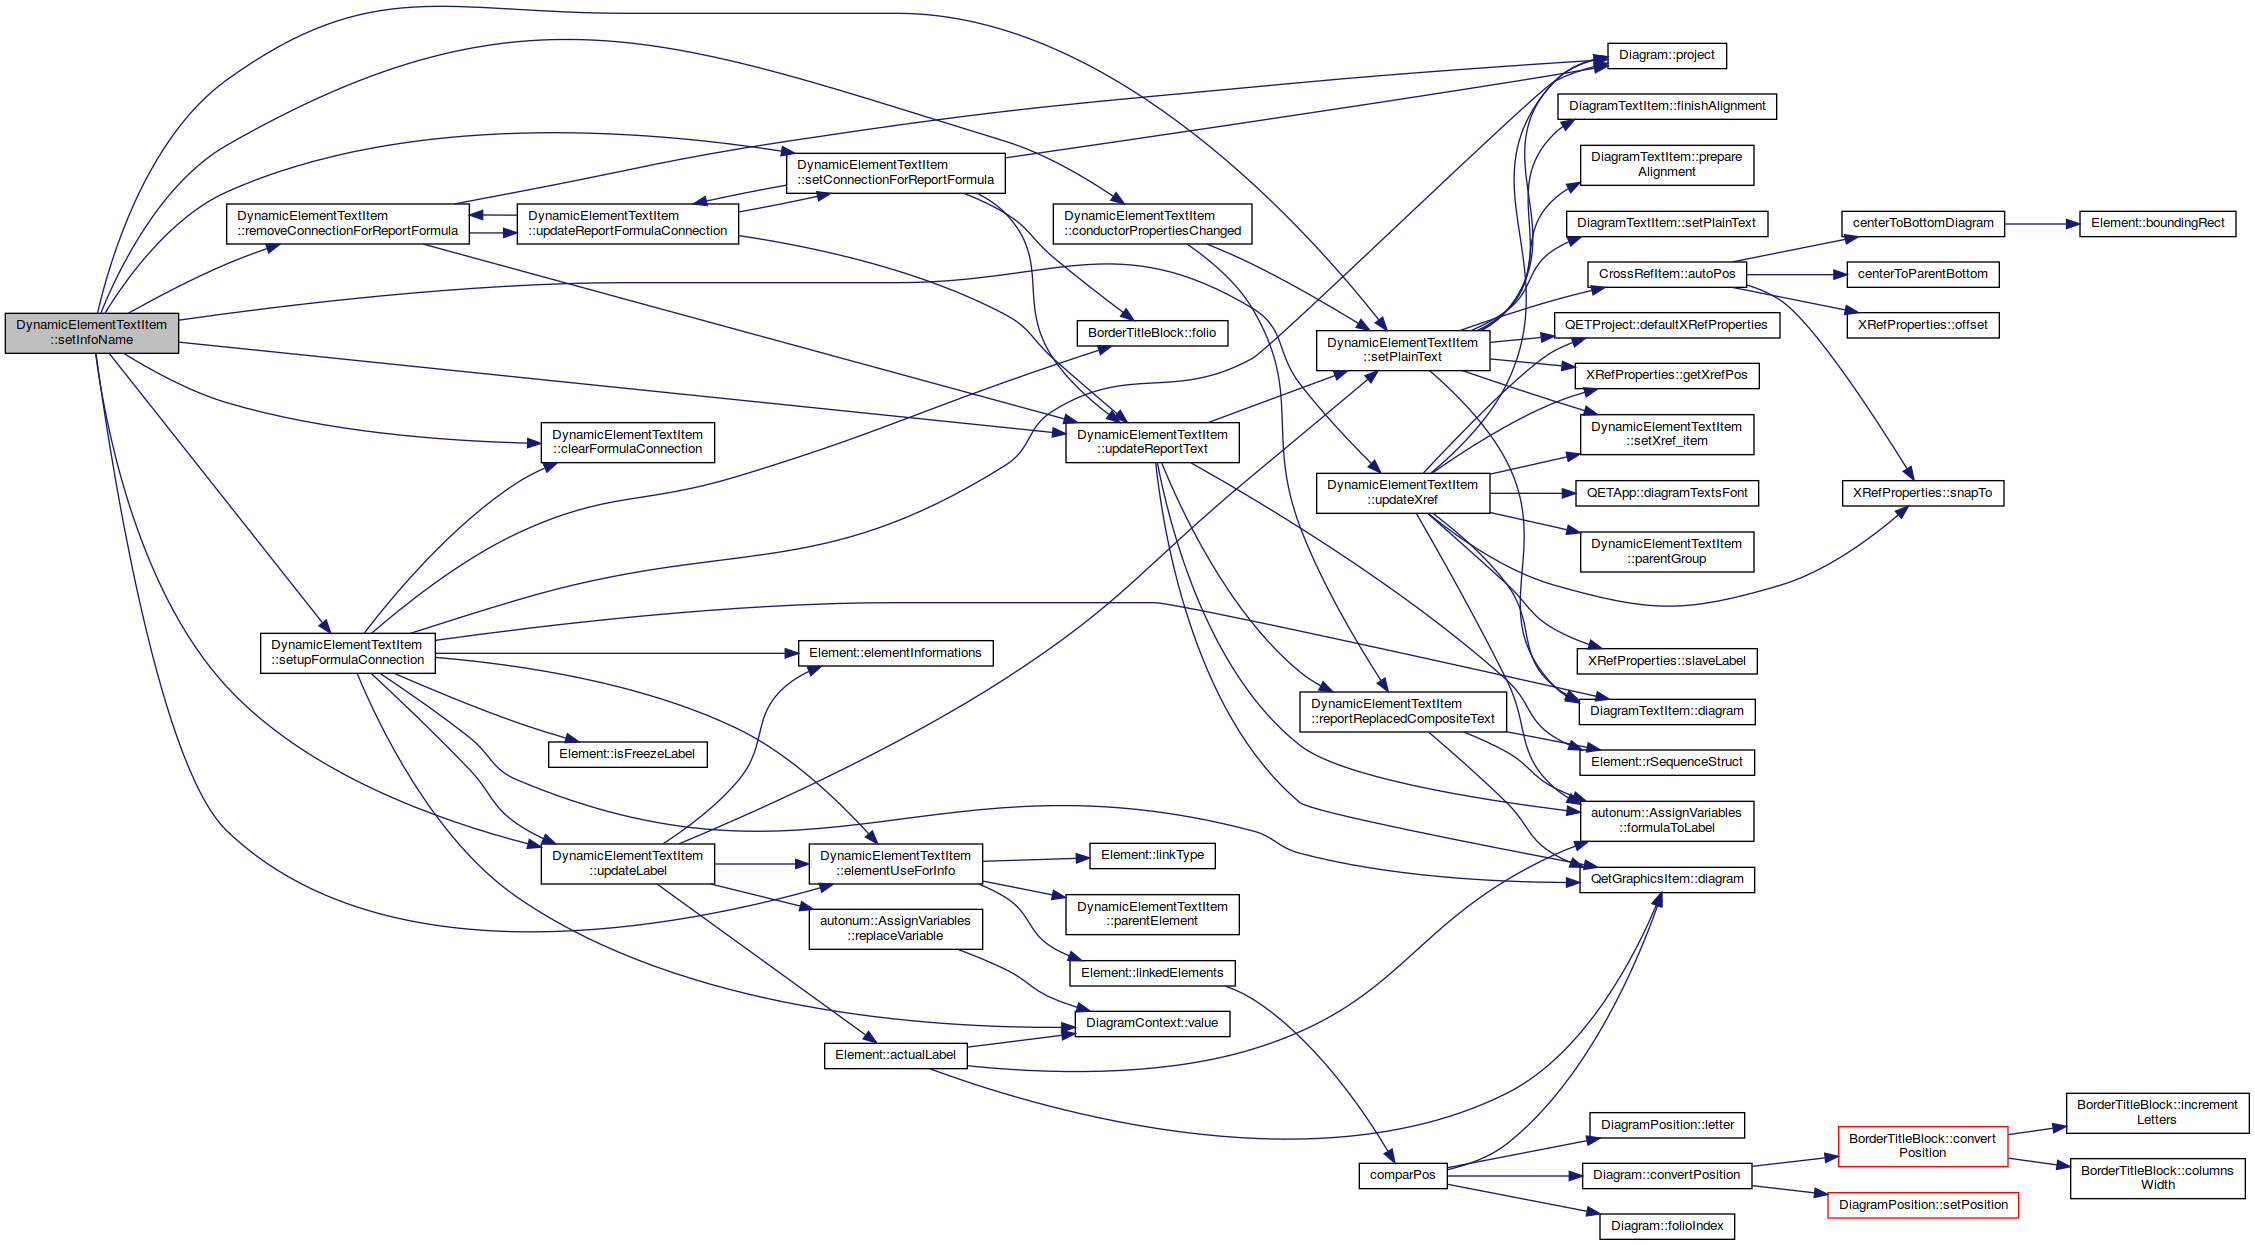 DynamicElementTextItem
::setInfoName
DynamicElementTextItem
::removeConnectionForReportFormula
DynamicElementTextItem
::updateReportFormulaConnection
DynamicElementTextItem
::setConnectionForReportFormula
DynamicElementTextItem
::conductorPropertiesChanged
BorderTitleBlock::folio
DynamicElementTextItem
::clearFormulaConnection
DynamicElementTextItem
::updateReportText
DynamicElementTextItem
::setupFormulaConnection
Element::elementInformations
Element::isFreezeLabel
DynamicElementTextItem
::updateLabel
DynamicElementTextItem
::elementUseForInfo
autonum::AssignVariables
::replaceVariable
Element::actualLabel
Element::linkType
DynamicElementTextItem
::parentElement
Element::linkedElements
DiagramContext::value
DynamicElementTextItem
::setPlainText
DynamicElementTextItem
::updateXref
DynamicElementTextItem
::reportReplacedCompositeText
comparPos
Diagram::project
DiagramTextItem::finishAlignment
DiagramTextItem::prepare
Alignment
DiagramTextItem::setPlainText
CrossRefItem::autoPos
QETProject::defaultXRefProperties
XRefProperties::getXrefPos
DynamicElementTextItem
::setXref_item
QETApp::diagramTextsFont
DynamicElementTextItem
::parentGroup
XRefProperties::slaveLabel
DiagramTextItem::diagram
Element::rSequenceStruct
autonum::AssignVariables
::formulaToLabel
QetGraphicsItem::diagram
DiagramPosition::letter
Diagram::convertPosition
Diagram::folioIndex
centerToBottomDiagram
centerToParentBottom
XRefProperties::offset
XRefProperties::snapTo
Element::boundingRect
BorderTitleBlock::convert
Position
DiagramPosition::setPosition
BorderTitleBlock::increment
Letters
BorderTitleBlock::columns
Width